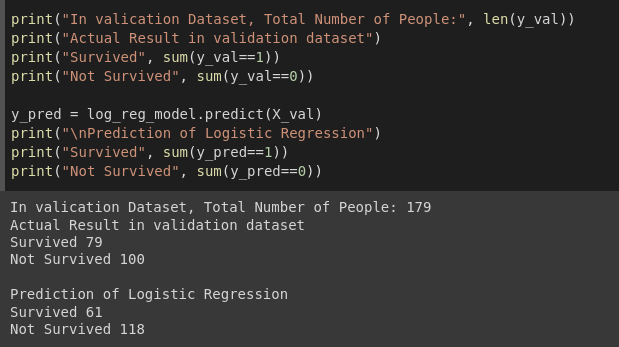 print("In valication Dataset, Total Number of People:", len(y_val))
print("Actual Result in validation dataset")
print("Survived", sum(y_val==1))
print("Not Survived", sum(y_val==0))

y_pred = log_reg_model.predict(X_val)
print("\nPrediction of Logistic Regression")
print("Survived", sum(y_pred==1))
print("Not Survived", sum(y_pred==0))

In valication Dataset, Total Number of People: 179
Actual Result in validation dataset
Survived 79
Not Survived 100

Prediction of Logistic Regression
Survived 61
Not Survived 118